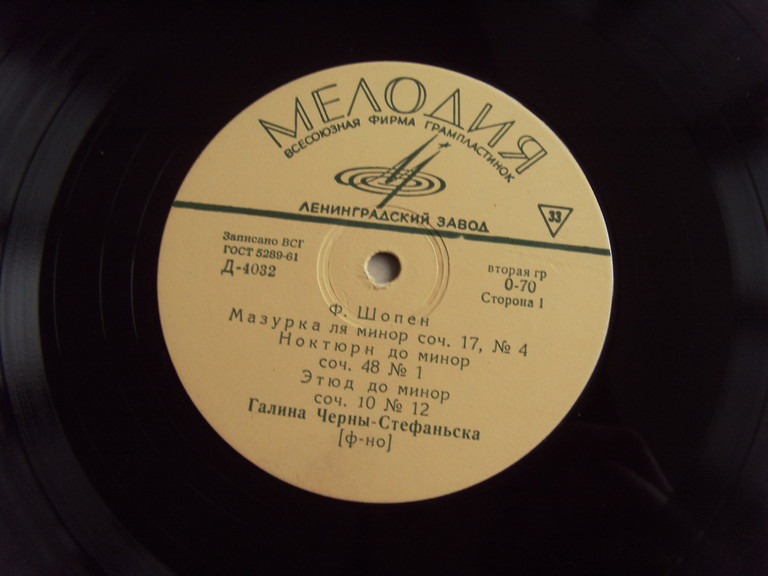 МЕЛОДИЯ
ВСЕСОЮЗНАЯ ФИРМА ГРАМПЛАСТИНОК
ЛЕНИНГРАДСКИЙ ЗАВОД
33
Записано ВСГ
ГОСТ 5289-61
Д-4032
вторая гр
0-70
Сторона 1
Ф. Шопен
Мазурка ля минор соч. 17, № 4
Ноктюрн до минор
соч. 48 № 1
Этюд до минор
соч. 10 № 12
Галина Черны-Стефаньска
[ф-но]